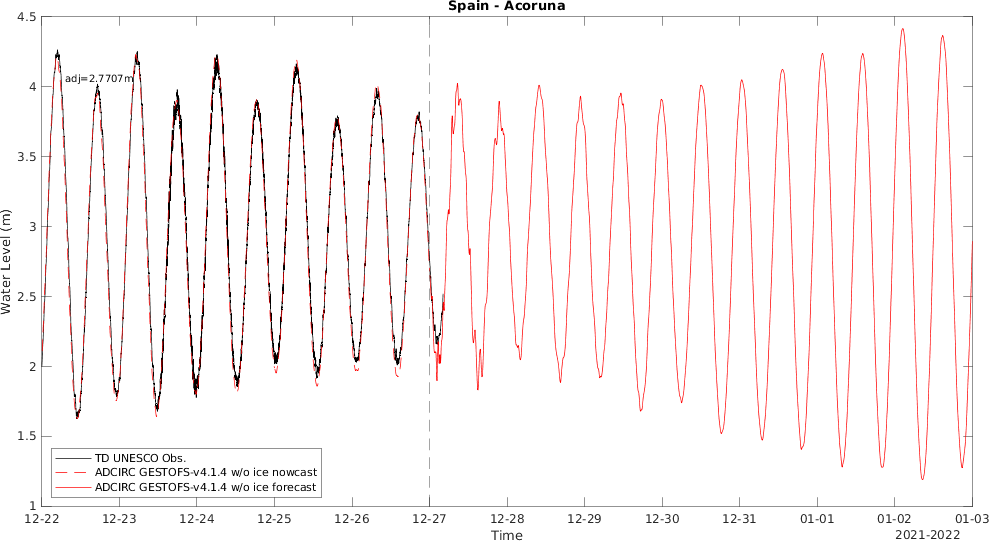 Spain - Acoruna
4.5
4
3.5
3
2.5
2
1.5
1
Water Level (m)
adj=2.7707m
TD UNESCO Obs.
ADCIRC GESTOFS-v4.1.4 w/o ice nowcast
ADCIRC GESTOFS-v4.1.4 w/o ice forecast
12-22 12-23 12-24 12-25 12-26 12-27 12-28 12-29 12-30 12-31 01-01 01-02 01-03
Time
2021-2022